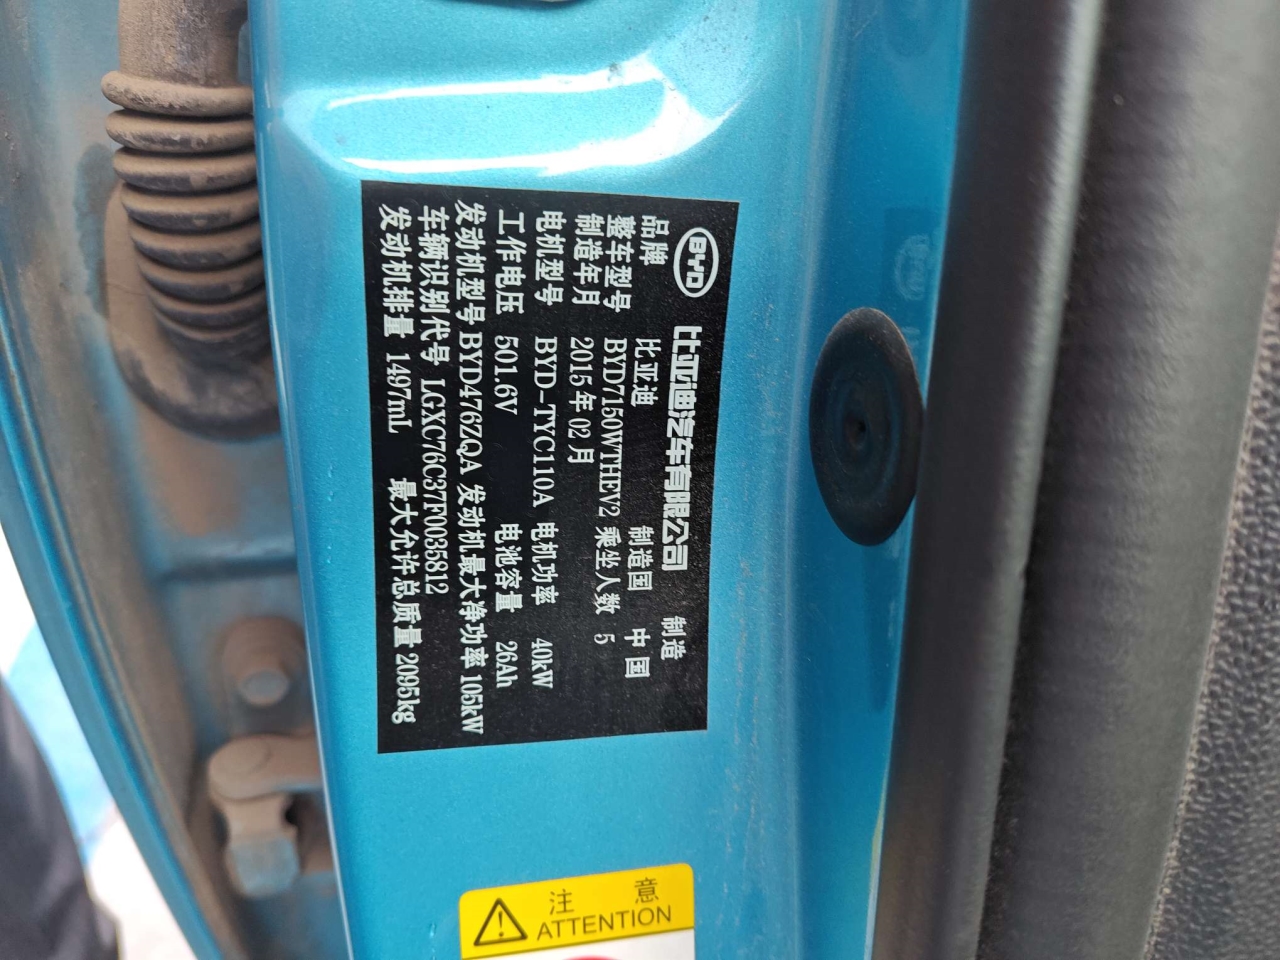 BYD 比亚迪汽车有限公司 制造
品牌 比亚迪 制造国 中国
整车型号 BYD7150WTHEV2 乘坐人数 5
制造年月 2015年02月
电机型号 BYD-TYC110A 电机功率 40kW
工作电压 501.6V 电池容量 26Ah
发动机型号 BYD476ZQA 发动机最大净功率 105kW
车辆识别代号 LGXC76C37F0035812
发动机排量 1497mL 最大允许总质量 2095kg
注 意
ATTENTION